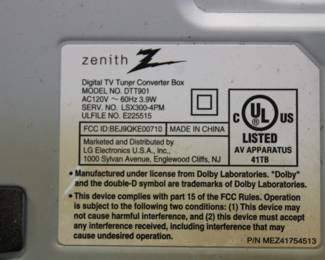 zenith
Digital TV Tuner Converter Box
MODEL NO. DTT901
AC120V ~ 60Hz 3.9W
SERVO NO: LSX300-4PM
ULFILE NO. E225515
FCC ID:BEJ9QKE00710 MADE IN CHINA
Marketed and Distributed by
LG Electronics U.S.A., Inc.
1000 Sylvan Avenue, Englewood Cliffs, NJ
C UL US
®
LISTED
AV APPARATUS
41TB
• Manufactured under license from Dolby Laboratories. "Dolby"
and the double-D symbol are trademarks of Dolby Laboratories.
• This device complies with part 15 of the FCC Rules. Operation
is subject to the following two conditions: (1) This device may
not cause harmful interference, and (2) this device must accept
any interference received, including interference that may
cause undesired operation.
P/N MEZ41754513